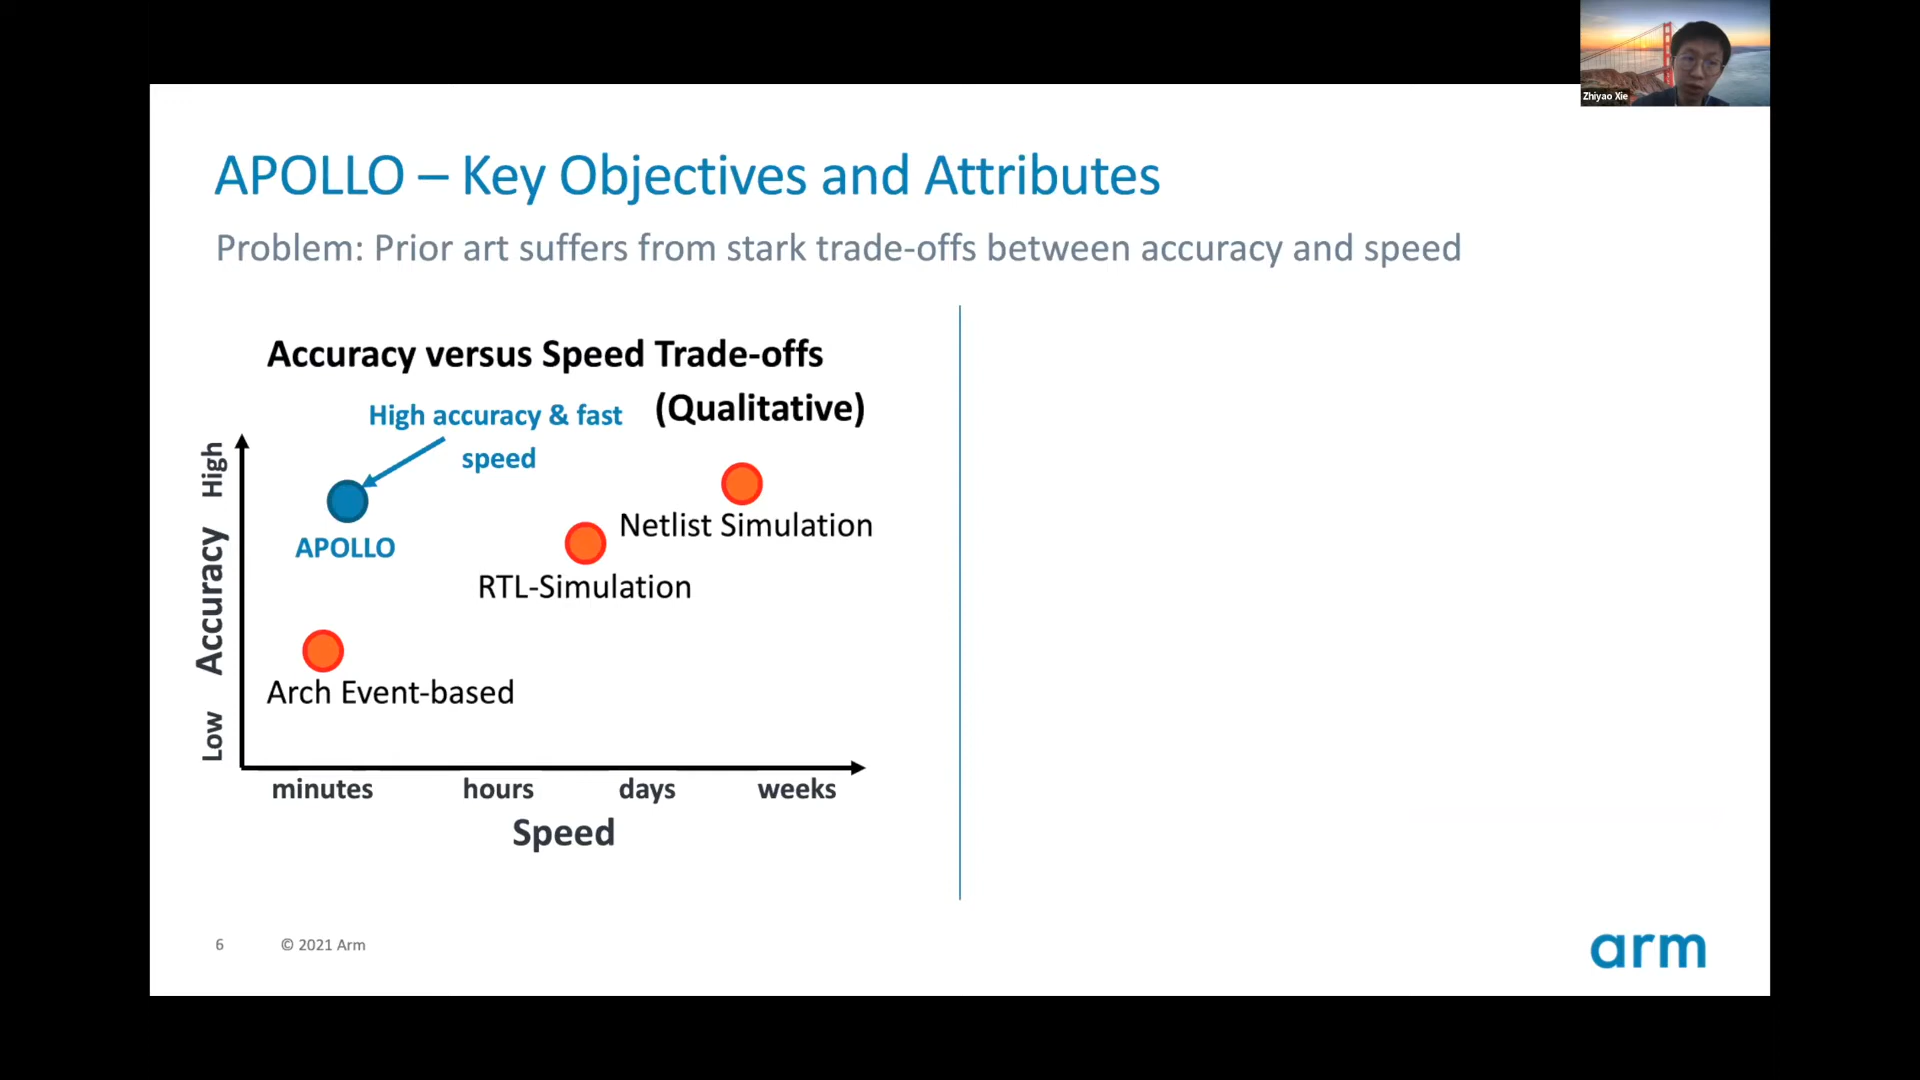 Zhiyao Xie
APOLLO – Key Objectives and Attributes
Problem: Prior art suffers from stark trade-offs between accuracy and speed
Accuracy versus Speed Trade-offs
(Qualitative)
High accuracy & fast
speed
High
Accuracy
Low
APOLLO
Netlist Simulation
RTL-Simulation
Arch Event-based
minutes hours days weeks
Speed
6 © 2021 Arm
arm